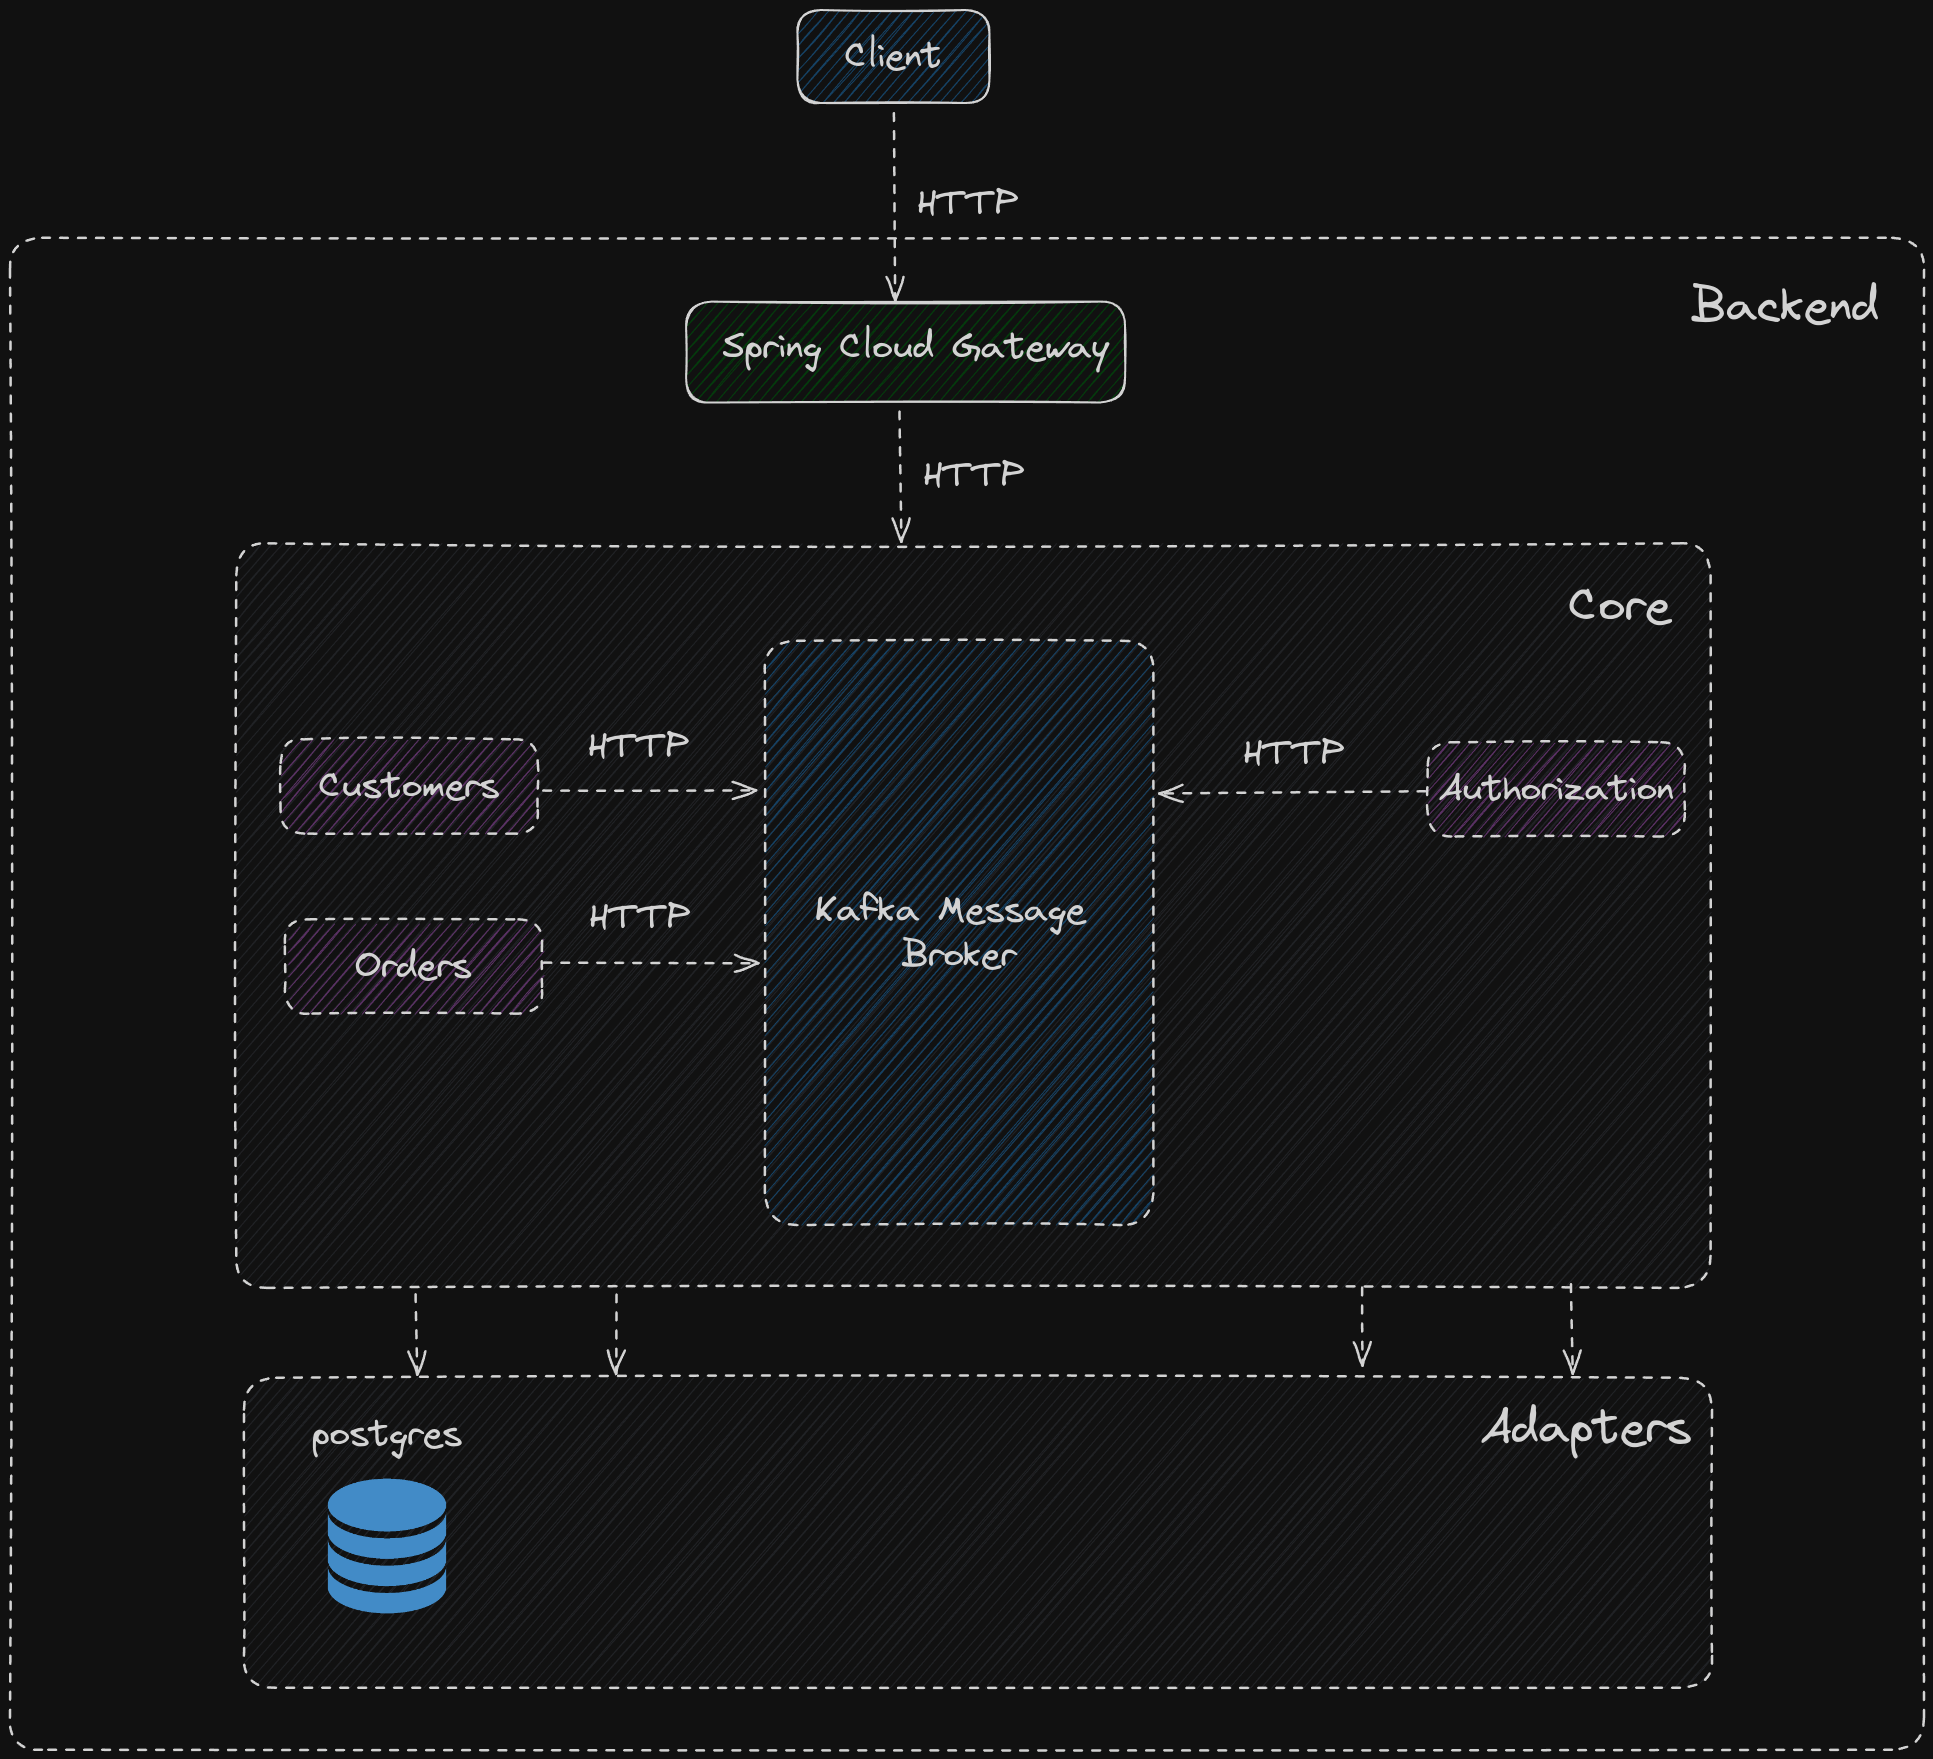 Client
HTTP
Backend
Spring Cloud Gateway
HTTP
Core
HTTP
HTTP
Customers
Authorization
HTTP
Kafka Message
Broker
Orders
Adapters
postgres